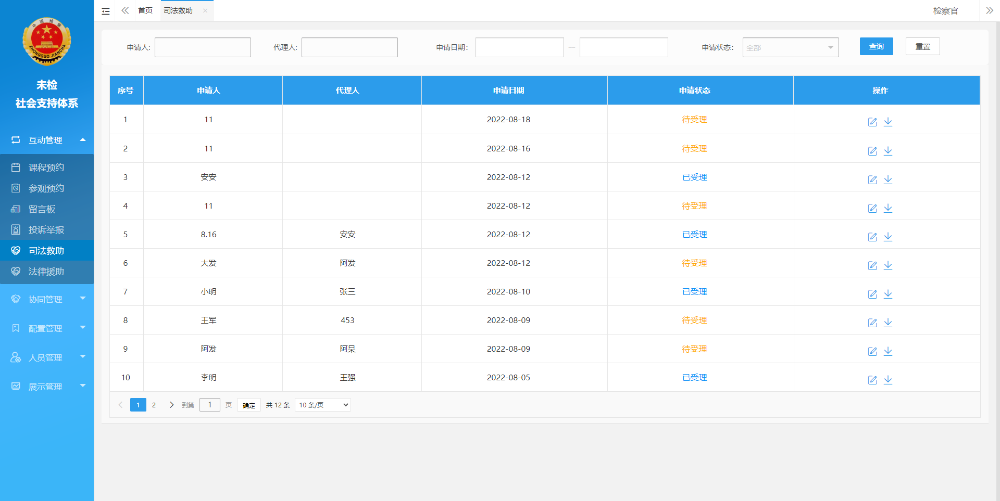 首页 司法救助 检察官
中国检察
ZHONGGUO JIANCHA
未检
社会支持体系
互动管理
课程预约
参观预约
留言板
投诉举报
司法救助
法律援助
协同管理
配置管理
人员管理
展示管理
申请人: 代理人: 申请日期: — 申请状态: 全部 查询 重置
序号 申请人 代理人 申请日期 申请状态 操作
1 11 2022-08-18 待受理
2 11 2022-08-16 待受理
3 安安 2022-08-12 已受理
4 11 2022-08-12 待受理
5 8.16 安安 2022-08-12 已受理
6 大发 阿发 2022-08-12 待受理
7 小明 张三 2022-08-10 已受理
8 王军 453 2022-08-09 待受理
9 阿发 阿呆 2022-08-09 待受理
10 李明 王强 2022-08-05 已受理
1 2 到第 1 页 确定 共 12 条 10 条/页